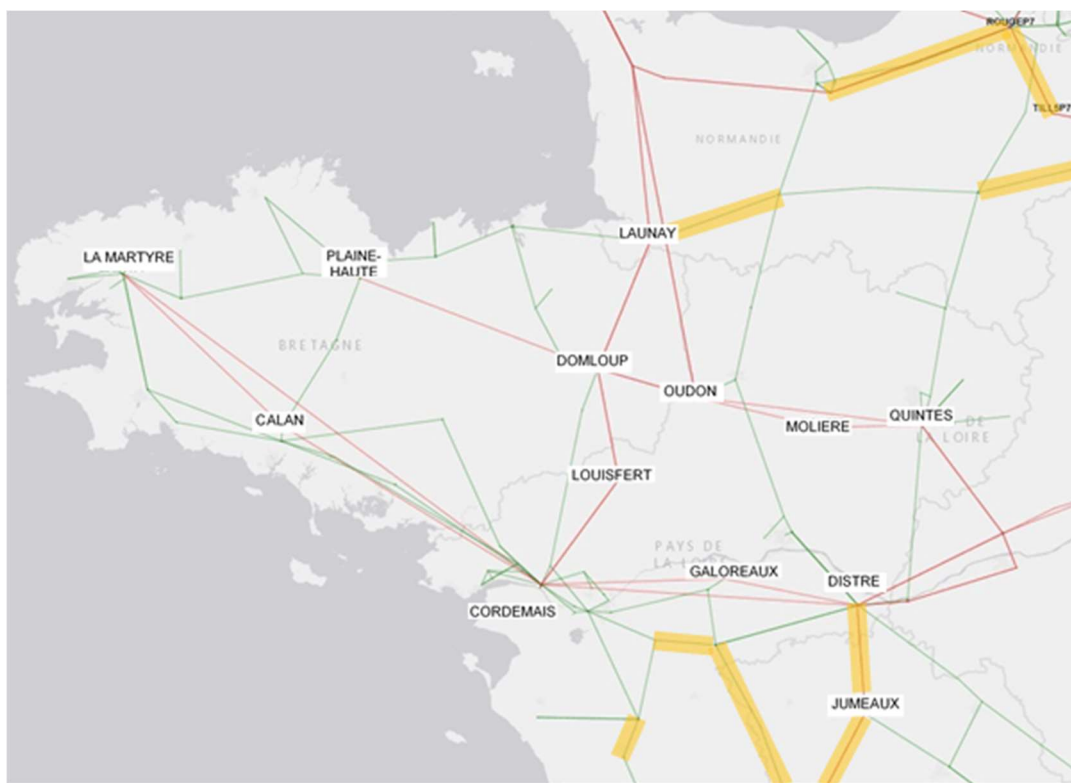 ROUGEP7
NORMANDIE
TILLSP7
NORMANDIE
LAUNAY
LA MARTYRE
PLAINE-
HAUTE
BRETAGNE
DOMLOUP
OUDON
CALAN
MOLIERE
QUINTES
DE
LA LOIRE
LOUISFERT
PAYS DE
LA LOIRE
GALOREAUX
DISTRE
CORDEMAIS
JUMEAUX